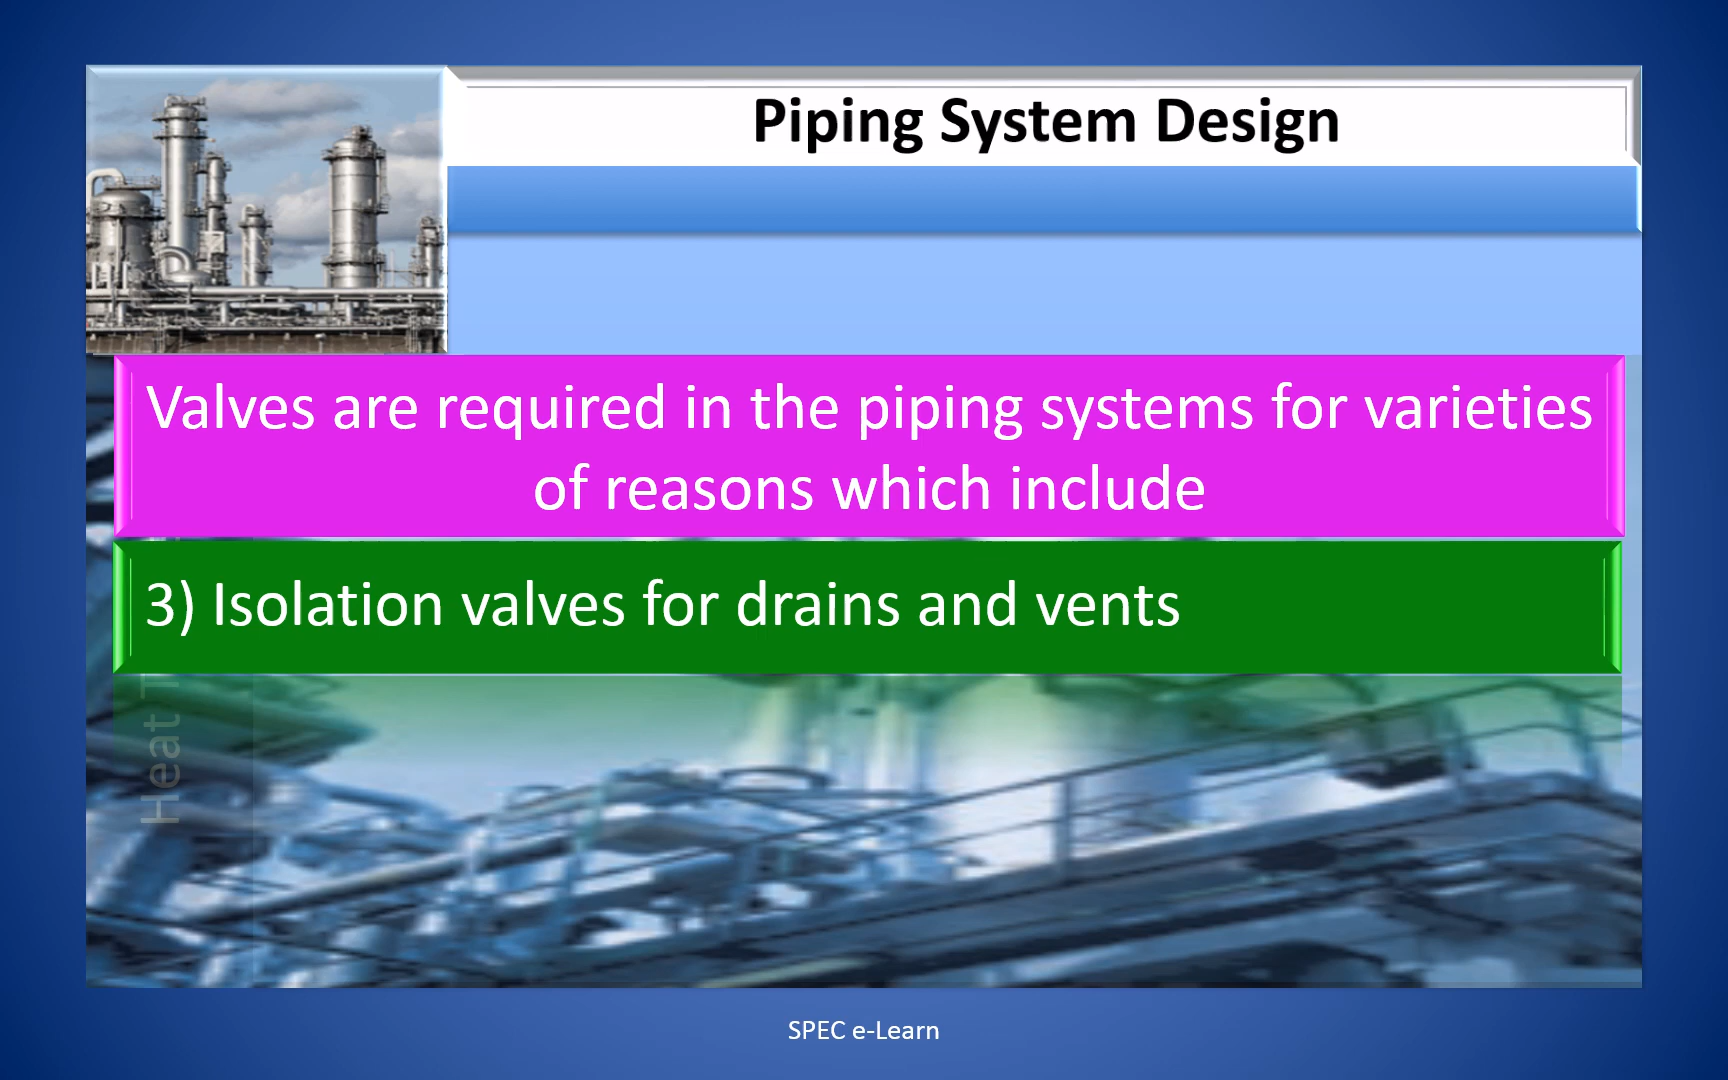 Piping System Design
Valves are required in the piping systems for varieties
of reasons which include
3) Isolation valves for drains and vents
Heat
SPEC e-Learn